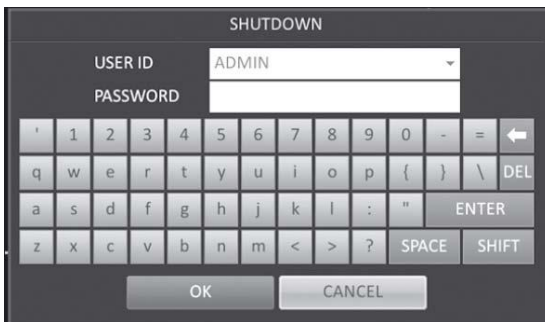 SHUTDOWN
USER ID ADMIN
PASSWORD
' 1 2 3 4 5 6 7 8 9 0 - = ←
q w e r t y u i o p { } \ DEL
a s d f g h j k l : " ENTER
z x c v b n m < > ? SPACE SHIFT
OK CANCEL